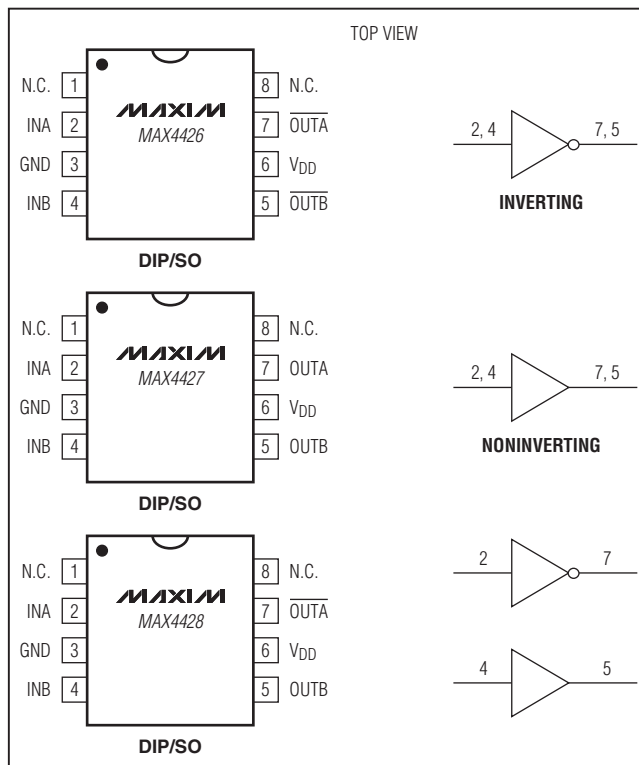 TOP VIEW
N.C. 1 8 N.C.
MAXIM
INA 2 MAX4426 7 O̅U̅T̅A̅
GND 3 6 VDD
INB 4 5 O̅U̅T̅B̅
DIP/SO
2, 4 7, 5
INVERTING
N.C. 1 8 N.C.
MAXIM
INA 2 MAX4427 7 OUTA
GND 3 6 VDD
INB 4 5 OUTB
DIP/SO
2, 4 7, 5
NONINVERTING
N.C. 1 8 N.C.
MAXIM
INA 2 MAX4428 7 O̅U̅T̅A̅
GND 3 6 VDD
INB 4 5 OUTB
DIP/SO
2 7
4 5